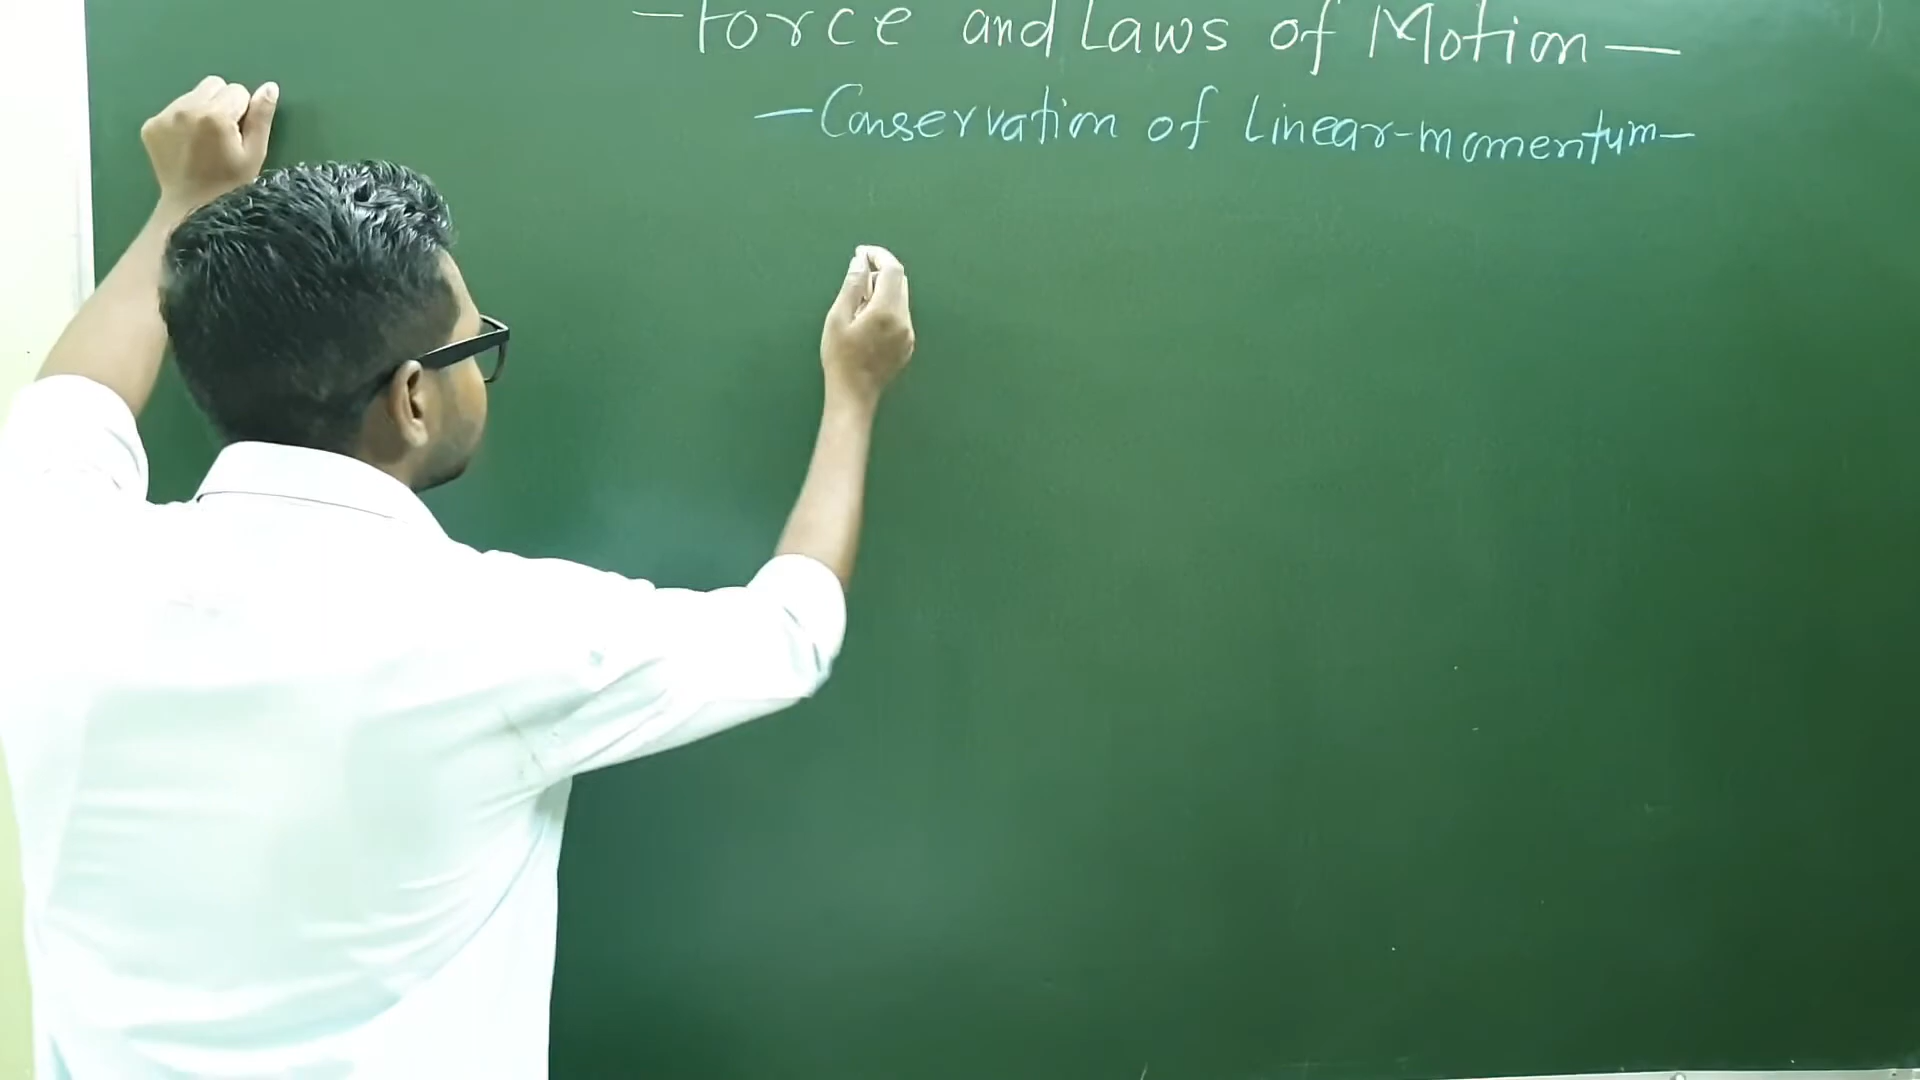 -Force and Laws of Motion-
-Conservation of Linear-momentum-